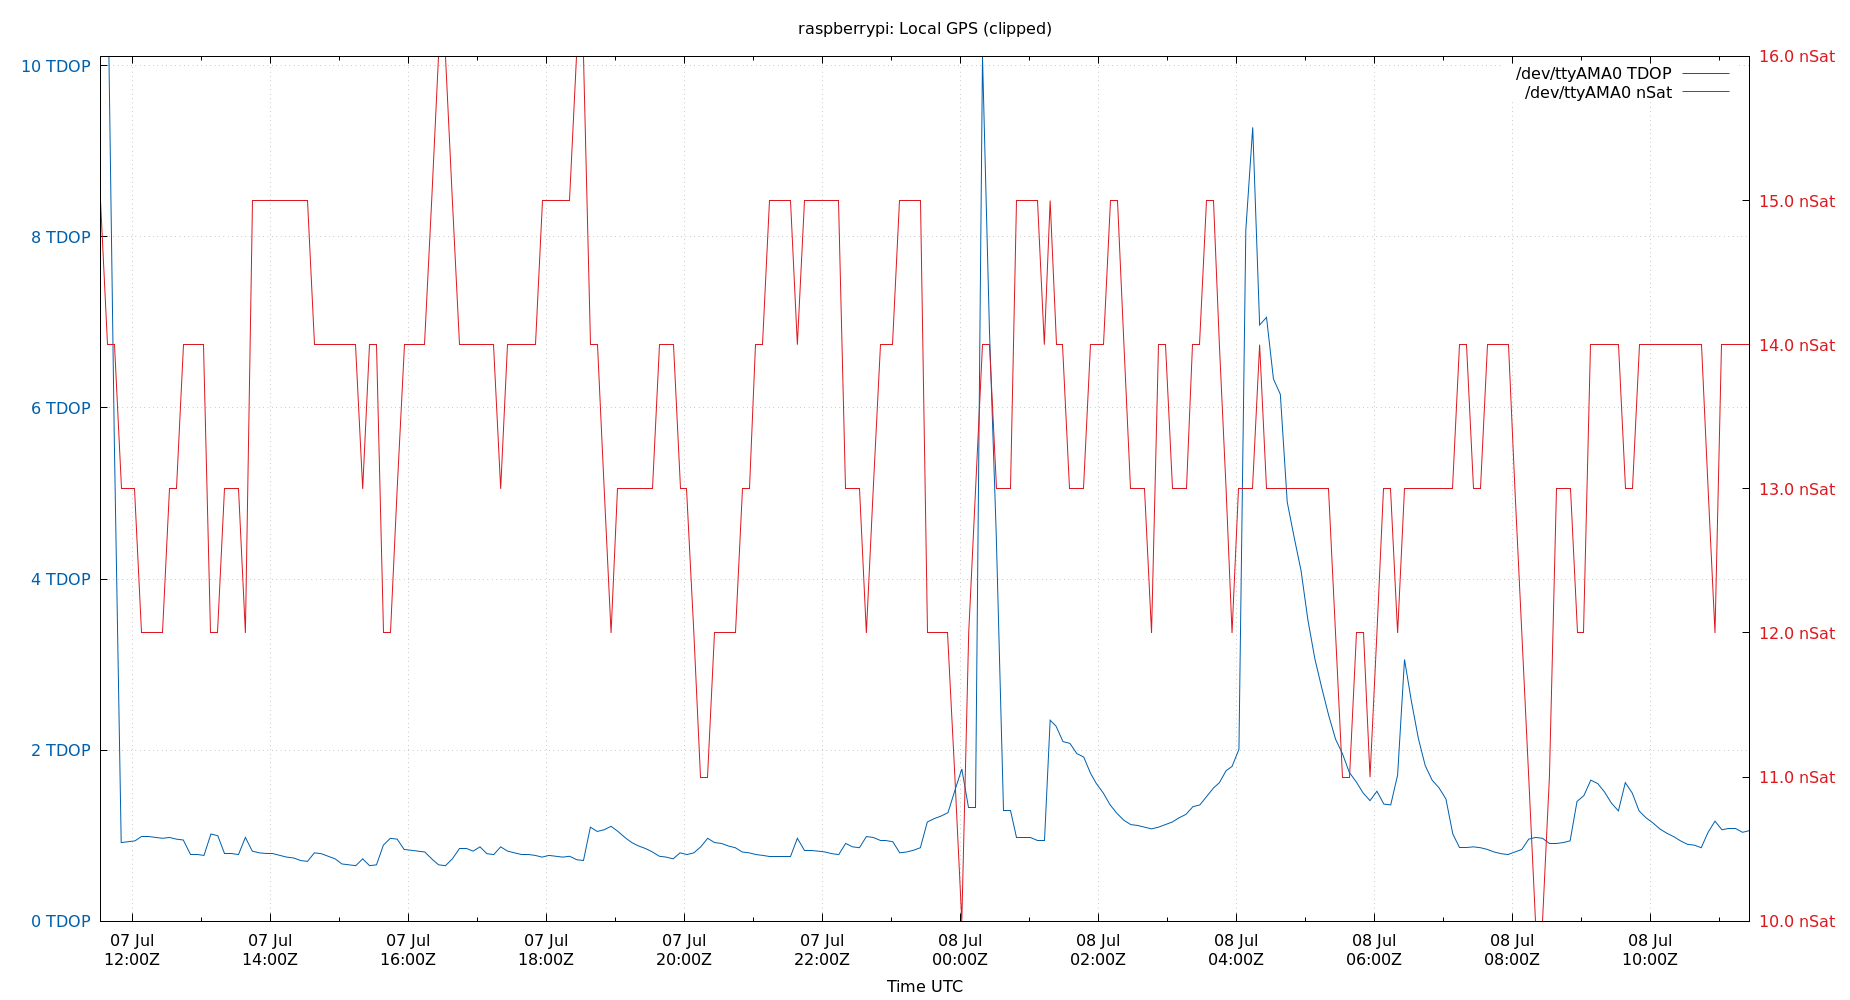 raspberrypi: Local GPS (clipped)
/dev/ttyAMA0 TDOP
/dev/ttyAMA0 nSat
10 TDOP
8 TDOP
6 TDOP
4 TDOP
2 TDOP
0 TDOP
16.0 nSat
15.0 nSat
14.0 nSat
13.0 nSat
12.0 nSat
11.0 nSat
10.0 nSat
07 Jul
12:00Z
07 Jul
14:00Z
07 Jul
16:00Z
07 Jul
18:00Z
07 Jul
20:00Z
07 Jul
22:00Z
08 Jul
00:00Z
08 Jul
02:00Z
08 Jul
04:00Z
08 Jul
06:00Z
08 Jul
08:00Z
08 Jul
10:00Z
Time UTC